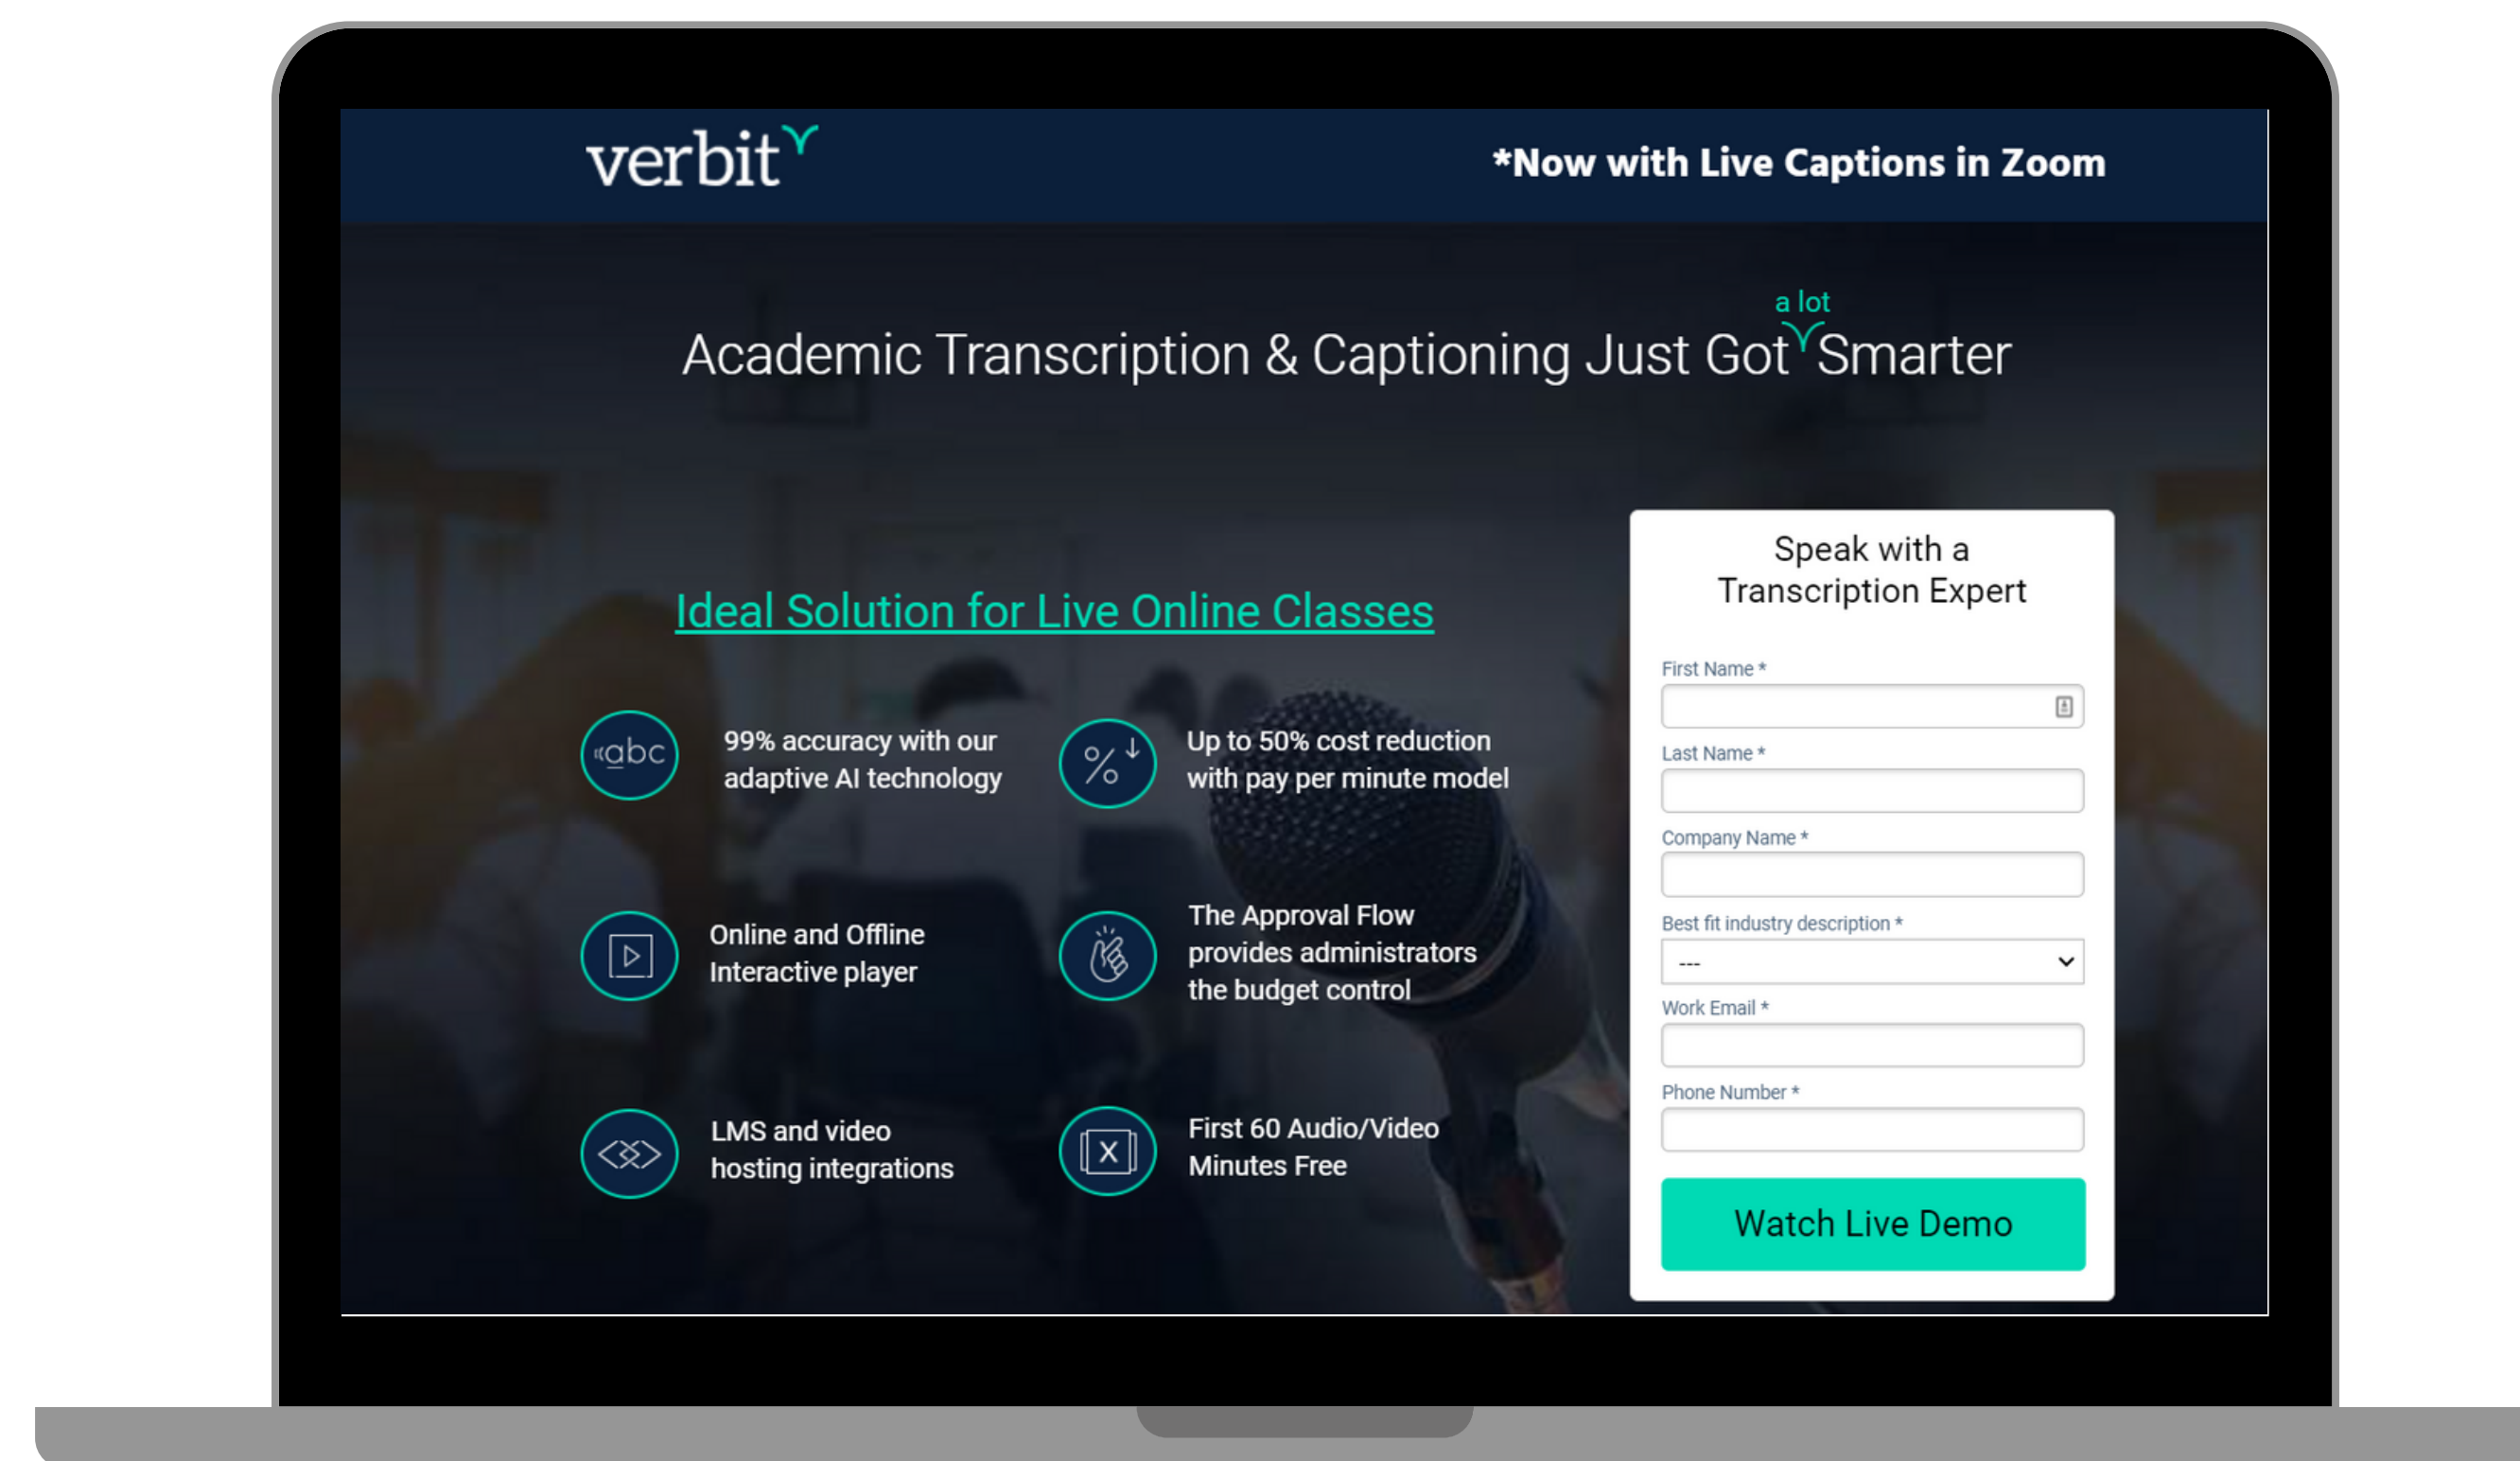 verbit
*Now with Live Captions in Zoom
a lot
Academic Transcription & Captioning Just Got Smarter
Ideal Solution for Live Online Classes
abc
99% accuracy with our
adaptive AI technology
%
Up to 50% cost reduction
with pay per minute model
Online and Offline
Interactive player
The Approval Flow
provides administrators
the budget control
LMS and video
hosting integrations
X
First 60 Audio/Video
Minutes Free
Speak with a
Transcription Expert
First Name *
Last Name *
Company Name *
Best fit industry description *
---
Work Email *
Phone Number *
Watch Live Demo